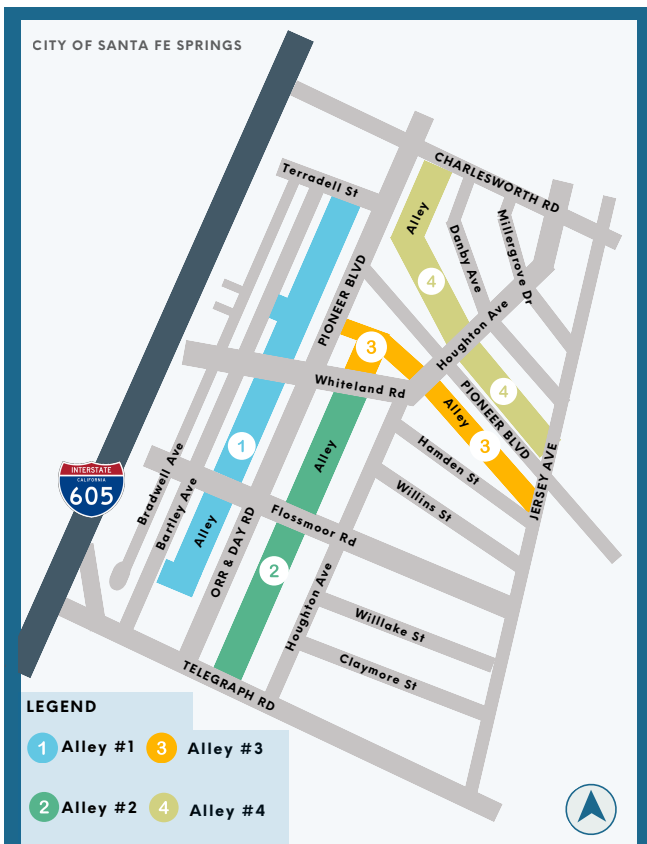 CITY OF SANTA FE SPRINGS
CHARLESWORTH RD
Terradell St
Alley
Danby Ave
Millergrove Dr
4
PIONEER BLVD
Houghton Ave
3
Whiteland Rd
4
PIONEER BLVD
Alley
1
Alley
3
Hamden St
JERSEY AVE
INTERSTATE
CALIFORNIA
605
Bradwell Ave
Bartley Ave
Willins St
Alley
ORR & DAY RD
Flossmoor Rd
2
Houghton Ave
Willlake St
Claymore St
TELEGRAPH RD
LEGEND
1 Alley #1
3 Alley #3
2 Alley #2
4 Alley #4